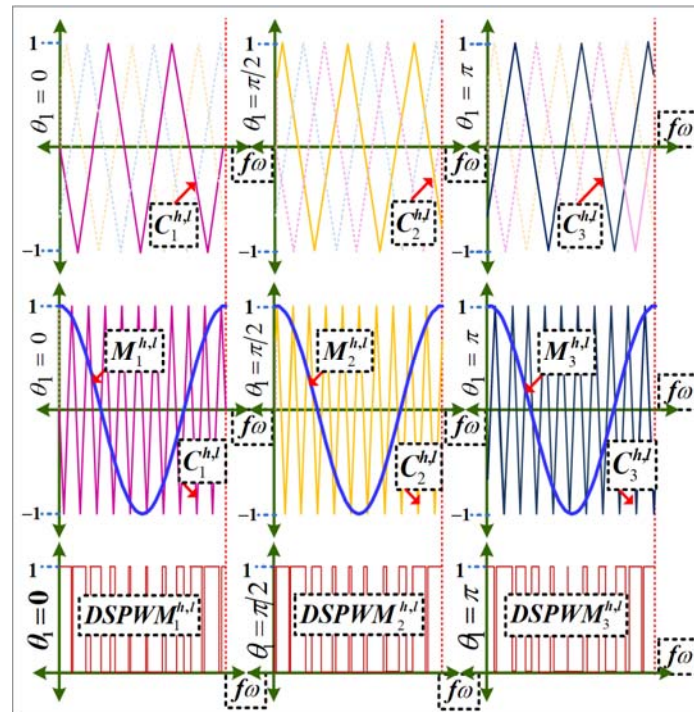 1
θ₁ = 0
−1
fω
C₁ʰ,ˡ
1
θ₁ = π/2
−1
fω
C₂ʰ,ˡ
1
θ₁ = π
−1
fω
C₃ʰ,ˡ
1
θ₁ = 0
−1
M₁ʰ,ˡ
fω
C₁ʰ,ˡ
1
θ₁ = π/2
−1
M₂ʰ,ˡ
fω
C₂ʰ,ˡ
1
θ₁ = π
−1
M₃ʰ,ˡ
fω
C₃ʰ,ˡ
1
θ₁ = 0
DSPWM₁ʰ,ˡ
fω
1
θ₁ = π/2
DSPWM₂ʰ,ˡ
fω
1
θ₁ = π
DSPWM₃ʰ,ˡ
fω